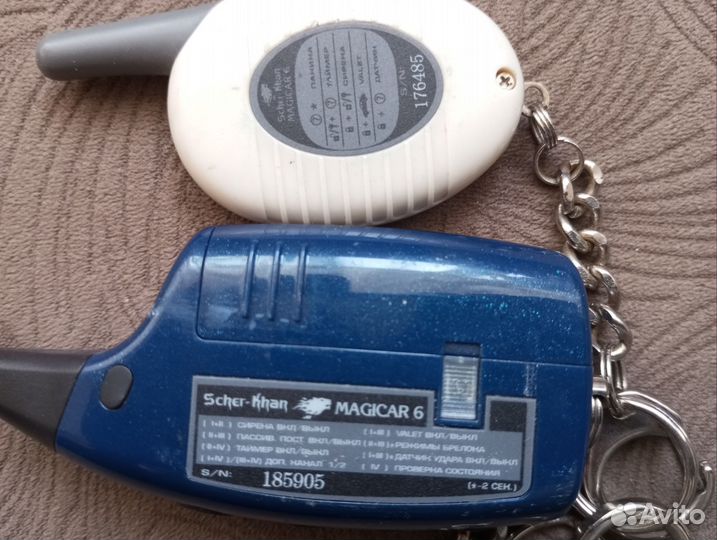 Scher-Khan
MAGICAR 6
ПАНИКА
ТАЙМЕР
СИРЕНА
VALET
ДАТЧИК
S/N:
176485
Scher-Khan MAGICAR 6
( I+II ) СИРЕНА ВКЛ/ВЫКЛ
( I+III ) VALET ВКЛ/ВЫКЛ
( II+III ) ПАССИВ. ПОСТ. ВКЛ/ВЫКЛ
РЕЖИМЫ БРЕЛОКА
( II+IV ) ТАЙМЕР ВКЛ/ВЫКЛ
ДАТЧИК УДАРА ВКЛ/ВЫКЛ
( I+IV )/(III+IV) ДОП. КАНАЛ 1/2
( IV ) ПРОВЕРКА СОСТОЯНИЯ
S/N: 185905
-2 СЕК.)
Avito